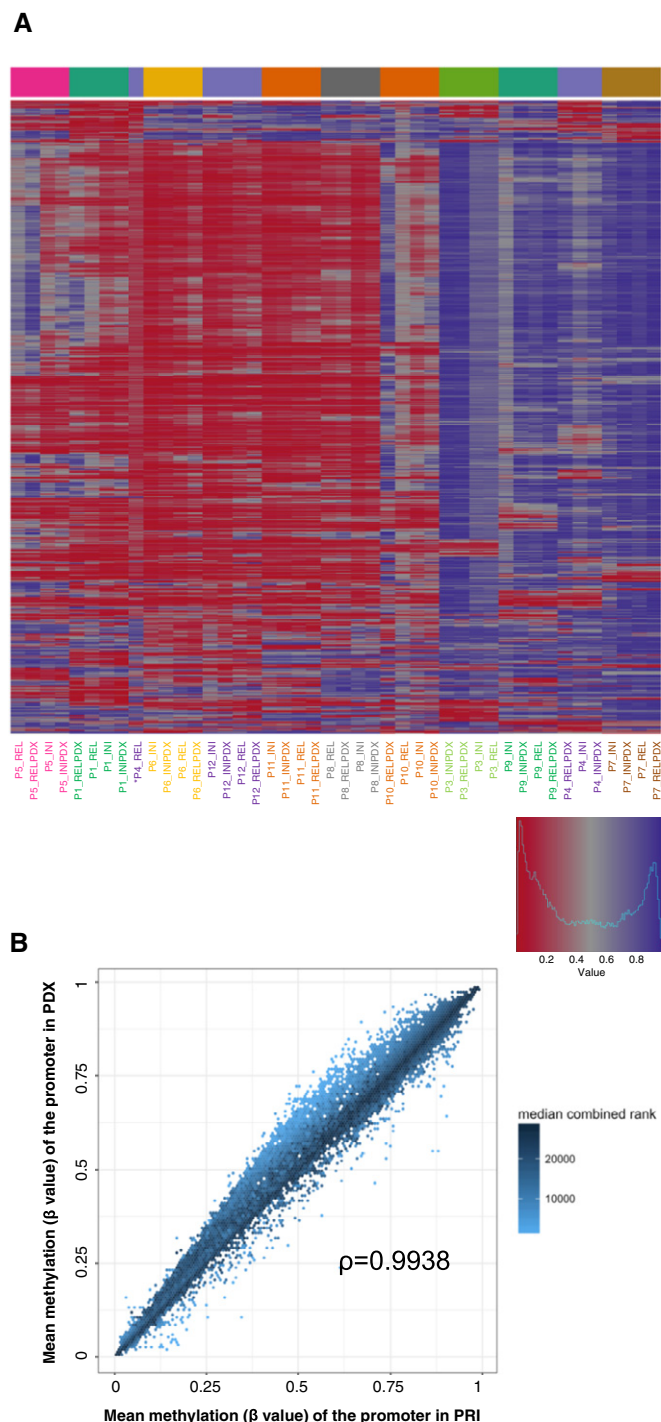 A
P5_REL
P5_RELPDX
P5_INI
P5_INIPDX
P1_RELPDX
P1_REL
P1_INI
P1_INIPDX
*P4_REL
P6_INI
P6_INIPDX
P6_REL
P6_RELPDX
P12_INI
P12_INIPDX
P12_REL
P12_RELPDX
P11_INI
P11_INIPDX
P11_REL
P11_RELPDX
P8_REL
P8_RELPDX
P8_INI
P8_INIPDX
P10_RELPDX
P10_REL
P10_INI
P10_INIPDX
P3_INIPDX
P3_RELPDX
P3_INI
P3_REL
P9_INI
P9_INIPDX
P9_REL
P9_RELPDX
P4_RELPDX
P4_INI
P4_INIPDX
P7_INI
P7_INIPDX
P7_REL
P7_RELPDX
0.2 0.4 0.6 0.8
Value
B
Mean methylation (β value) of the promoter in PDX
1
0.75
0.5
0.25
0
ρ=0.9938
0 0.25 0.5 0.75 1
Mean methylation (β value) of the promoter in PRI
median combined rank
20000
10000